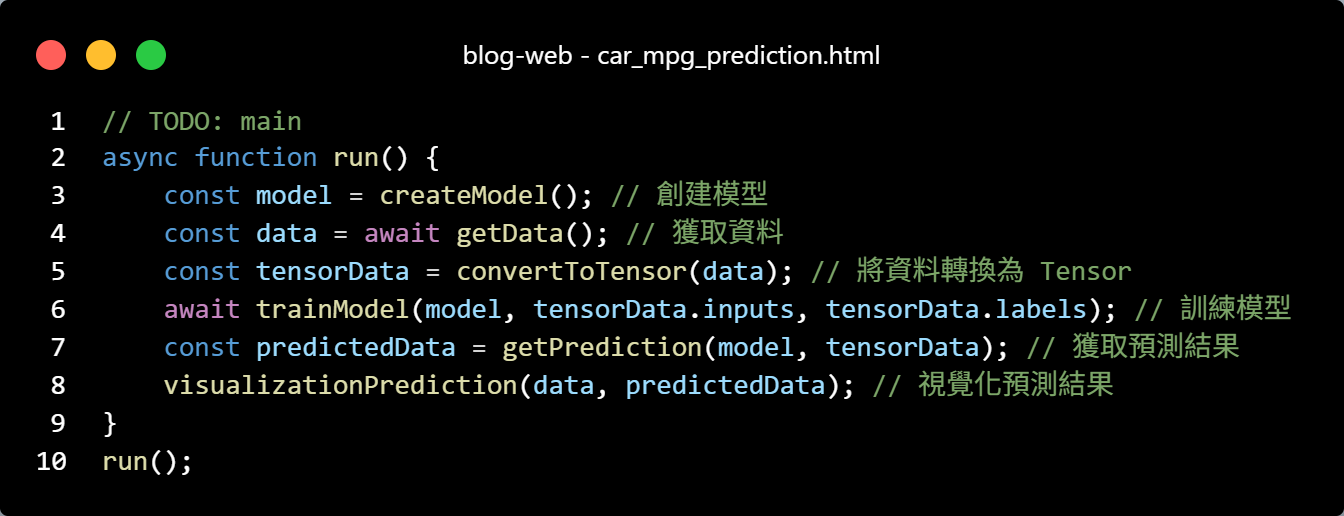 blog-web - car_mpg_prediction.html
1 // TODO: main
2 async function run() {
3     const model = createModel(); // 創建模型
4     const data = await getData(); // 獲取資料
5     const tensorData = convertToTensor(data); // 將資料轉換為 Tensor
6     await trainModel(model, tensorData.inputs, tensorData.labels); // 訓練模型
7     const predictedData = getPrediction(model, tensorData); // 獲取預測結果
8     visualizationPrediction(data, predictedData); // 視覺化預測結果
9 }
10 run();